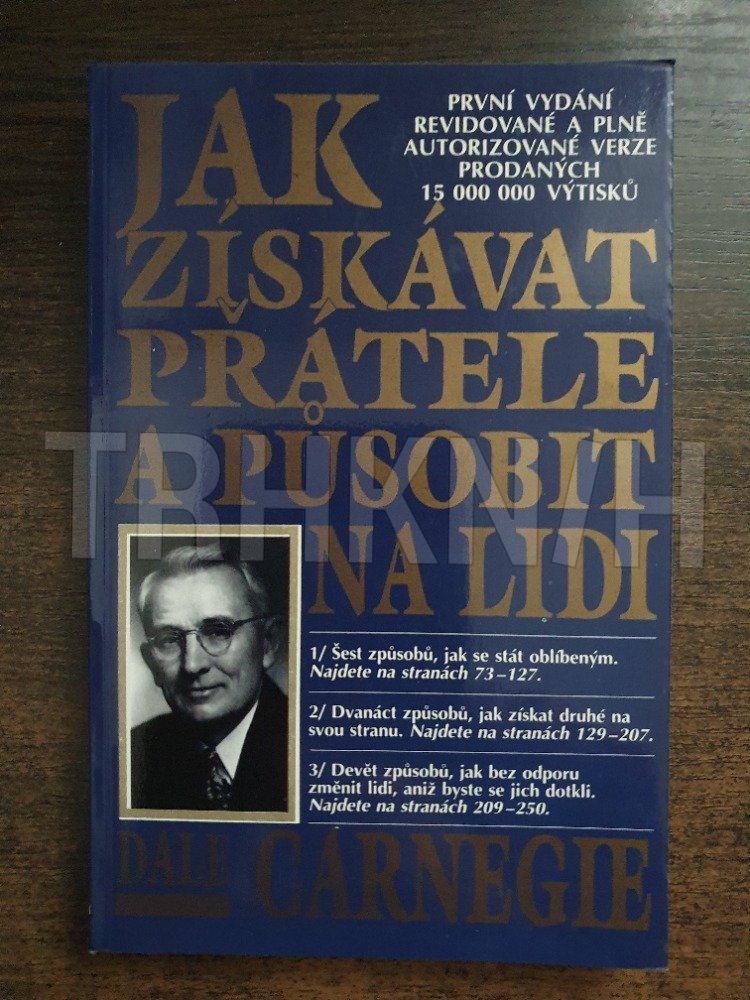 JAK
PRVNÍ VYDÁNÍ
REVIDOVANÉ A PLNĚ
AUTORIZOVANÉ VERZE
PRODANÝCH
15 000 000 VÝTISKŮ
ZÍSKÁVAT
PŘÁTELE
A PŮSOBIT
NA LIDI
TRHKNIH
1/ Šest způsobů, jak se stát oblíbeným.
Najdete na stranách 73–127.
2/ Dvanáct způsobů, jak získat druhé na
svou stranu. Najdete na stranách 129–207.
3/ Devět způsobů, jak bez odporu
změnit lidi, aniž byste se jich dotkli.
Najdete na stranách 209–250.
DALE CARNEGIE